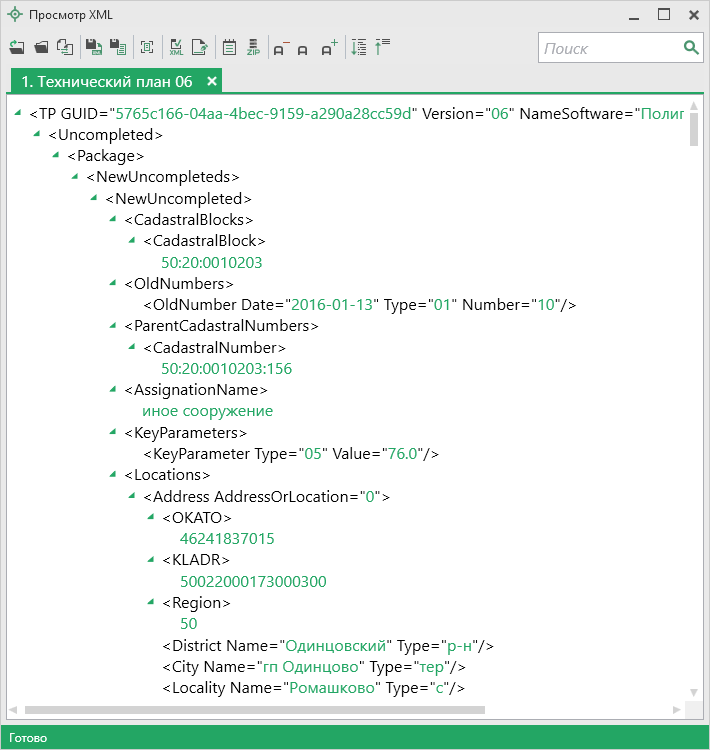 Просмотр XML
XML
ZIP
a a a
Поиск
1. Технический план 06
<TP GUID="5765c166-04aa-4bec-9159-a290a28cc59d" Version="06" NameSoftware="Полиг
<Uncompleted>
<Package>
<NewUncompleteds>
<NewUncompleted>
<CadastralBlocks>
<CadastralBlock>
50:20:0010203
<OldNumbers>
<OldNumber Date="2016-01-13" Type="01" Number="10"/>
<ParentCadastralNumbers>
<CadastralNumber>
50:20:0010203:156
<AssignationName>
иное сооружение
<KeyParameters>
<KeyParameter Type="05" Value="76.0"/>
<Locations>
<Address AddressOrLocation="0">
<OKATO>
46241837015
<KLADR>
50022000173000300
<Region>
50
<District Name="Одинцовский" Type="р-н"/>
<City Name="гп Одинцово" Type="тер"/>
<Locality Name="Ромашково" Type="с"/>
Готово